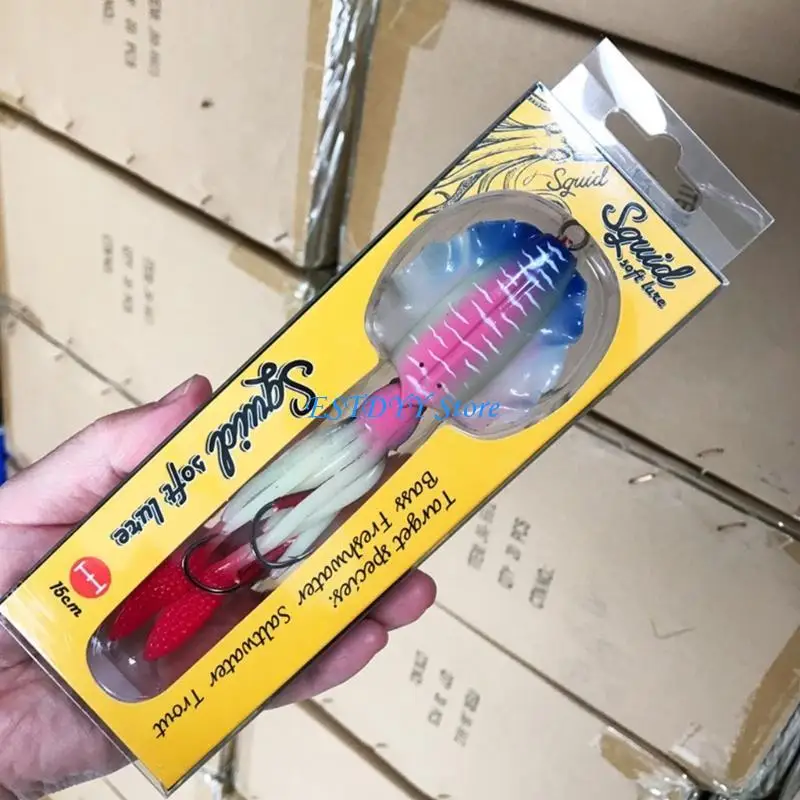 Squid
Squid
soft lure
Squid soft lure
ESTDYY Store
Target species:
Bass Freshwater Saltwater Trout
15cm